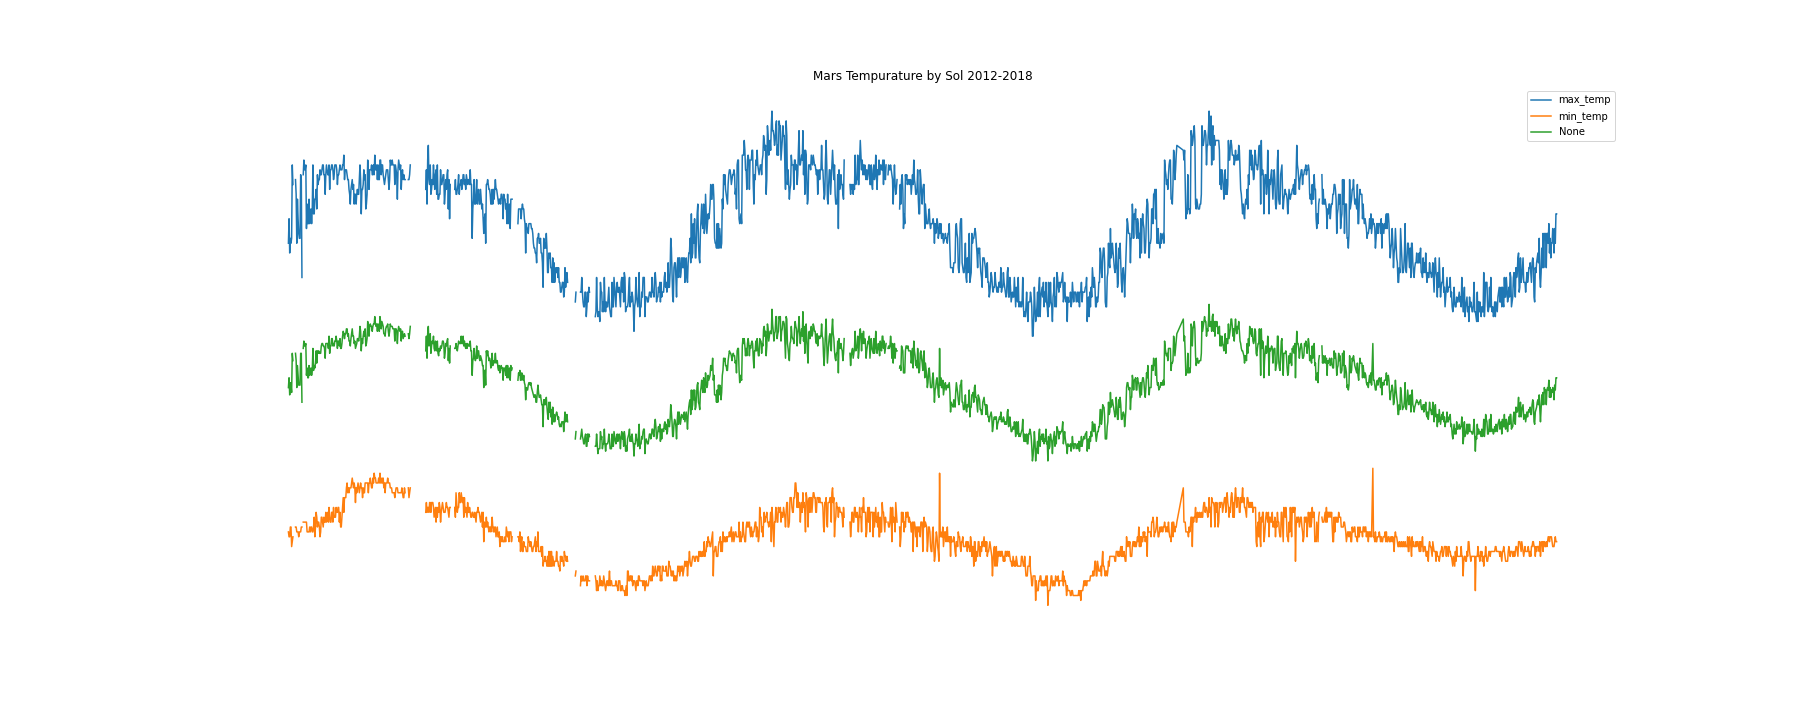 Mars Tempurature by Sol 2012-2018
max_temp
min_temp
None